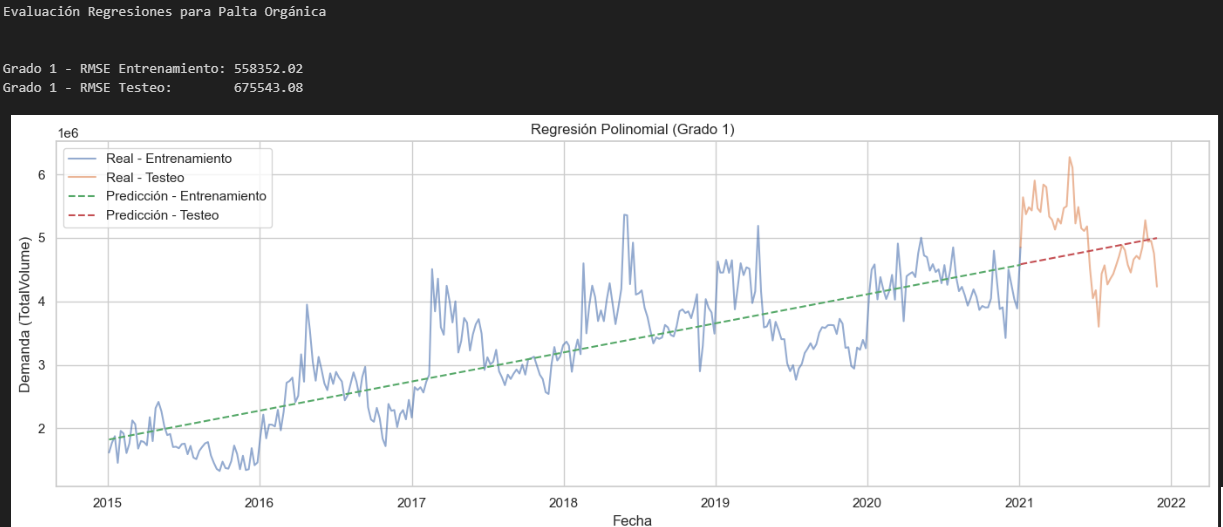 Evaluación Regresiones para Palta Orgánica
Grado 1 - RMSE Entrenamiento: 558352.02
Grado 1 - RMSE Testeo: 675543.08
Regresión Polinomial (Grado 1)
1e6
Real - Entrenamiento
Real - Testeo
Predicción - Entrenamiento
Predicción - Testeo
6
5
4
3
2
Demanda (TotalVolume)
2015 2016 2017 2018 2019 2020 2021 2022
Fecha